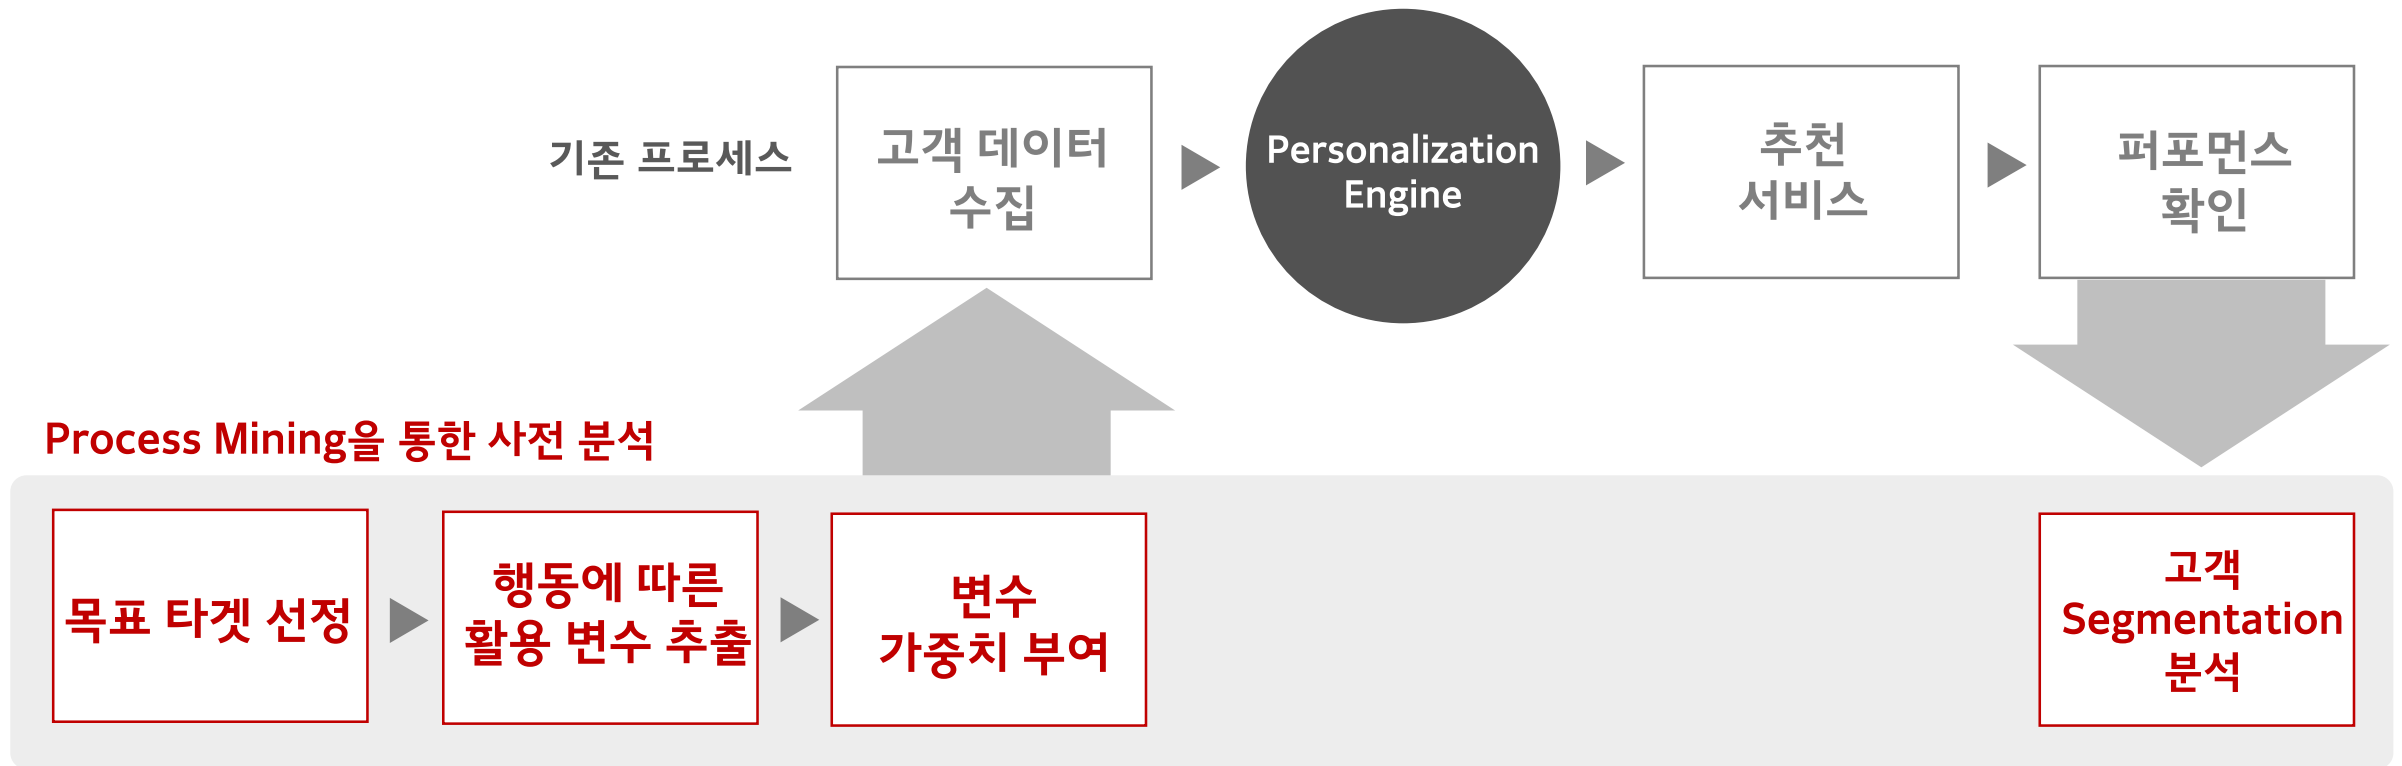 기존 프로세스
고객 데이터
수집
Personalization
Engine
추천
서비스
퍼포먼스
확인
Process Mining을 통한 사전 분석
목표 타겟 선정
행동에 따른
활용 변수 추출
변수
가중치 부여
고객
Segmentation
분석